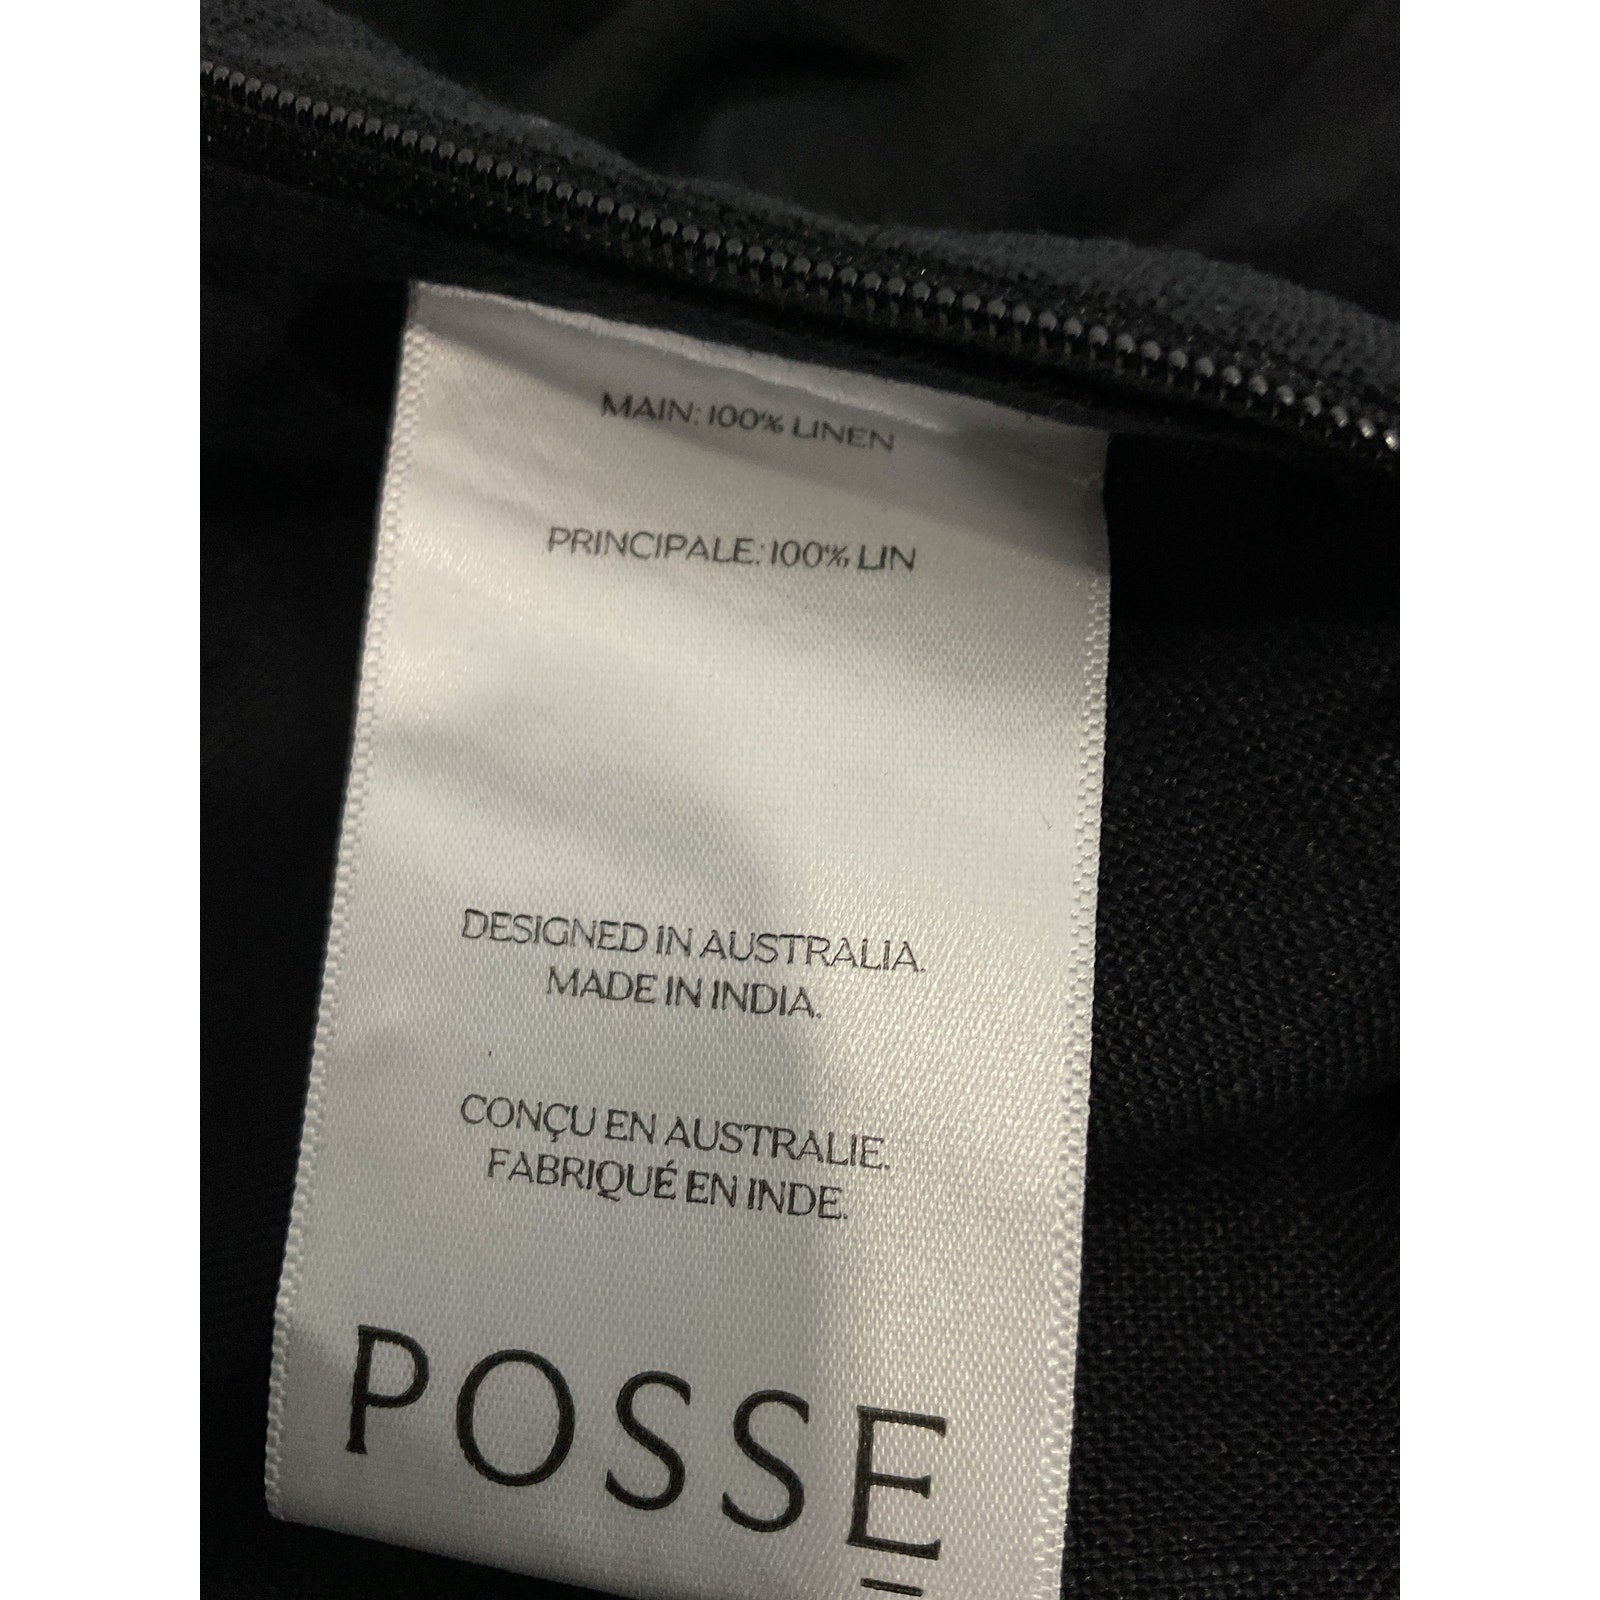 MAIN: 100% LINEN
PRINCIPALE: 100% LIN
DESIGNED IN AUSTRALIA.
MADE IN INDIA.
CONÇU EN AUSTRALIE.
FABRIQUÉ EN INDE.
POSSE